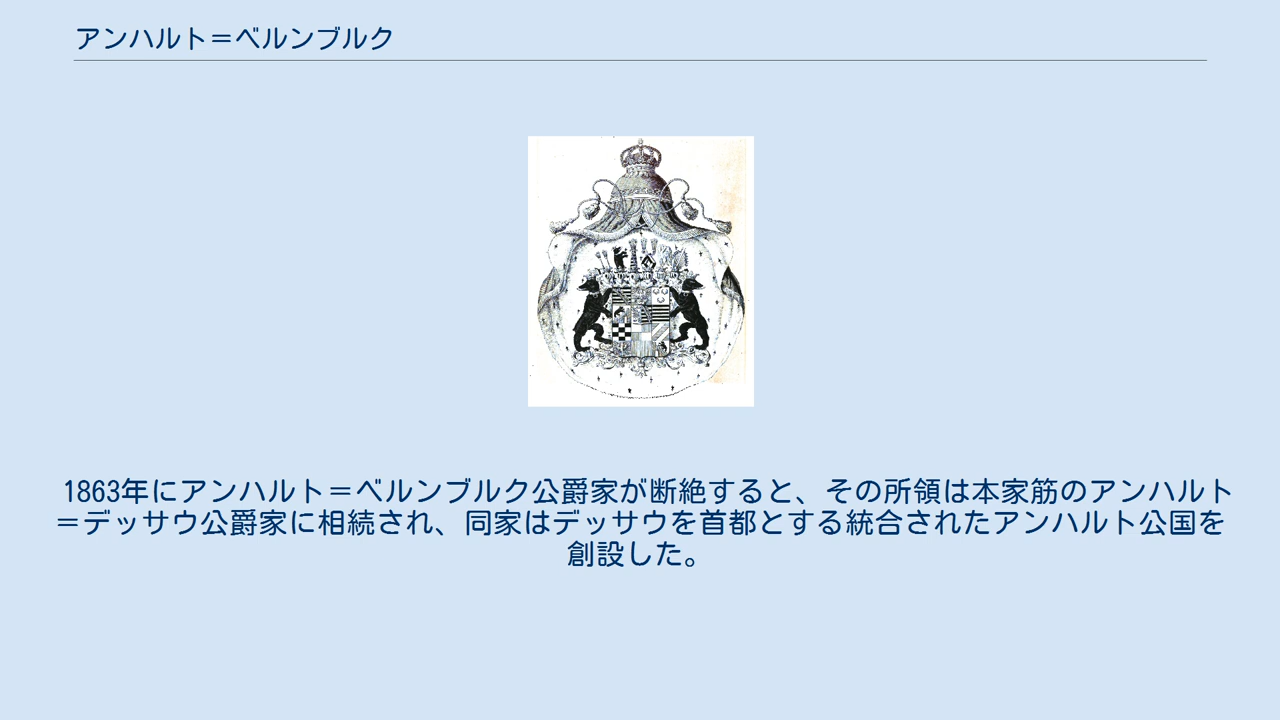 アンハルト＝ベルンブルク
1863年にアンハルト＝ベルンブルク公爵家が断絶すると、その所領は本家筋のアンハルト
＝デッサウ公爵家に相続され、同家はデッサウを首都とする統合されたアンハルト公国を
創設した。